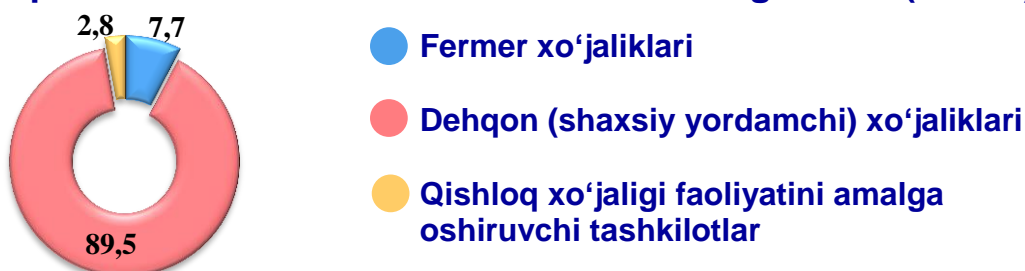 2,8 7,7
Fermer xo‘jaliklari
Dehqon (shaxsiy yordamchi) xo‘jaliklari
Qishloq xo‘jaligi faoliyatini amalga
oshiruvchi tashkilotlar
89,5